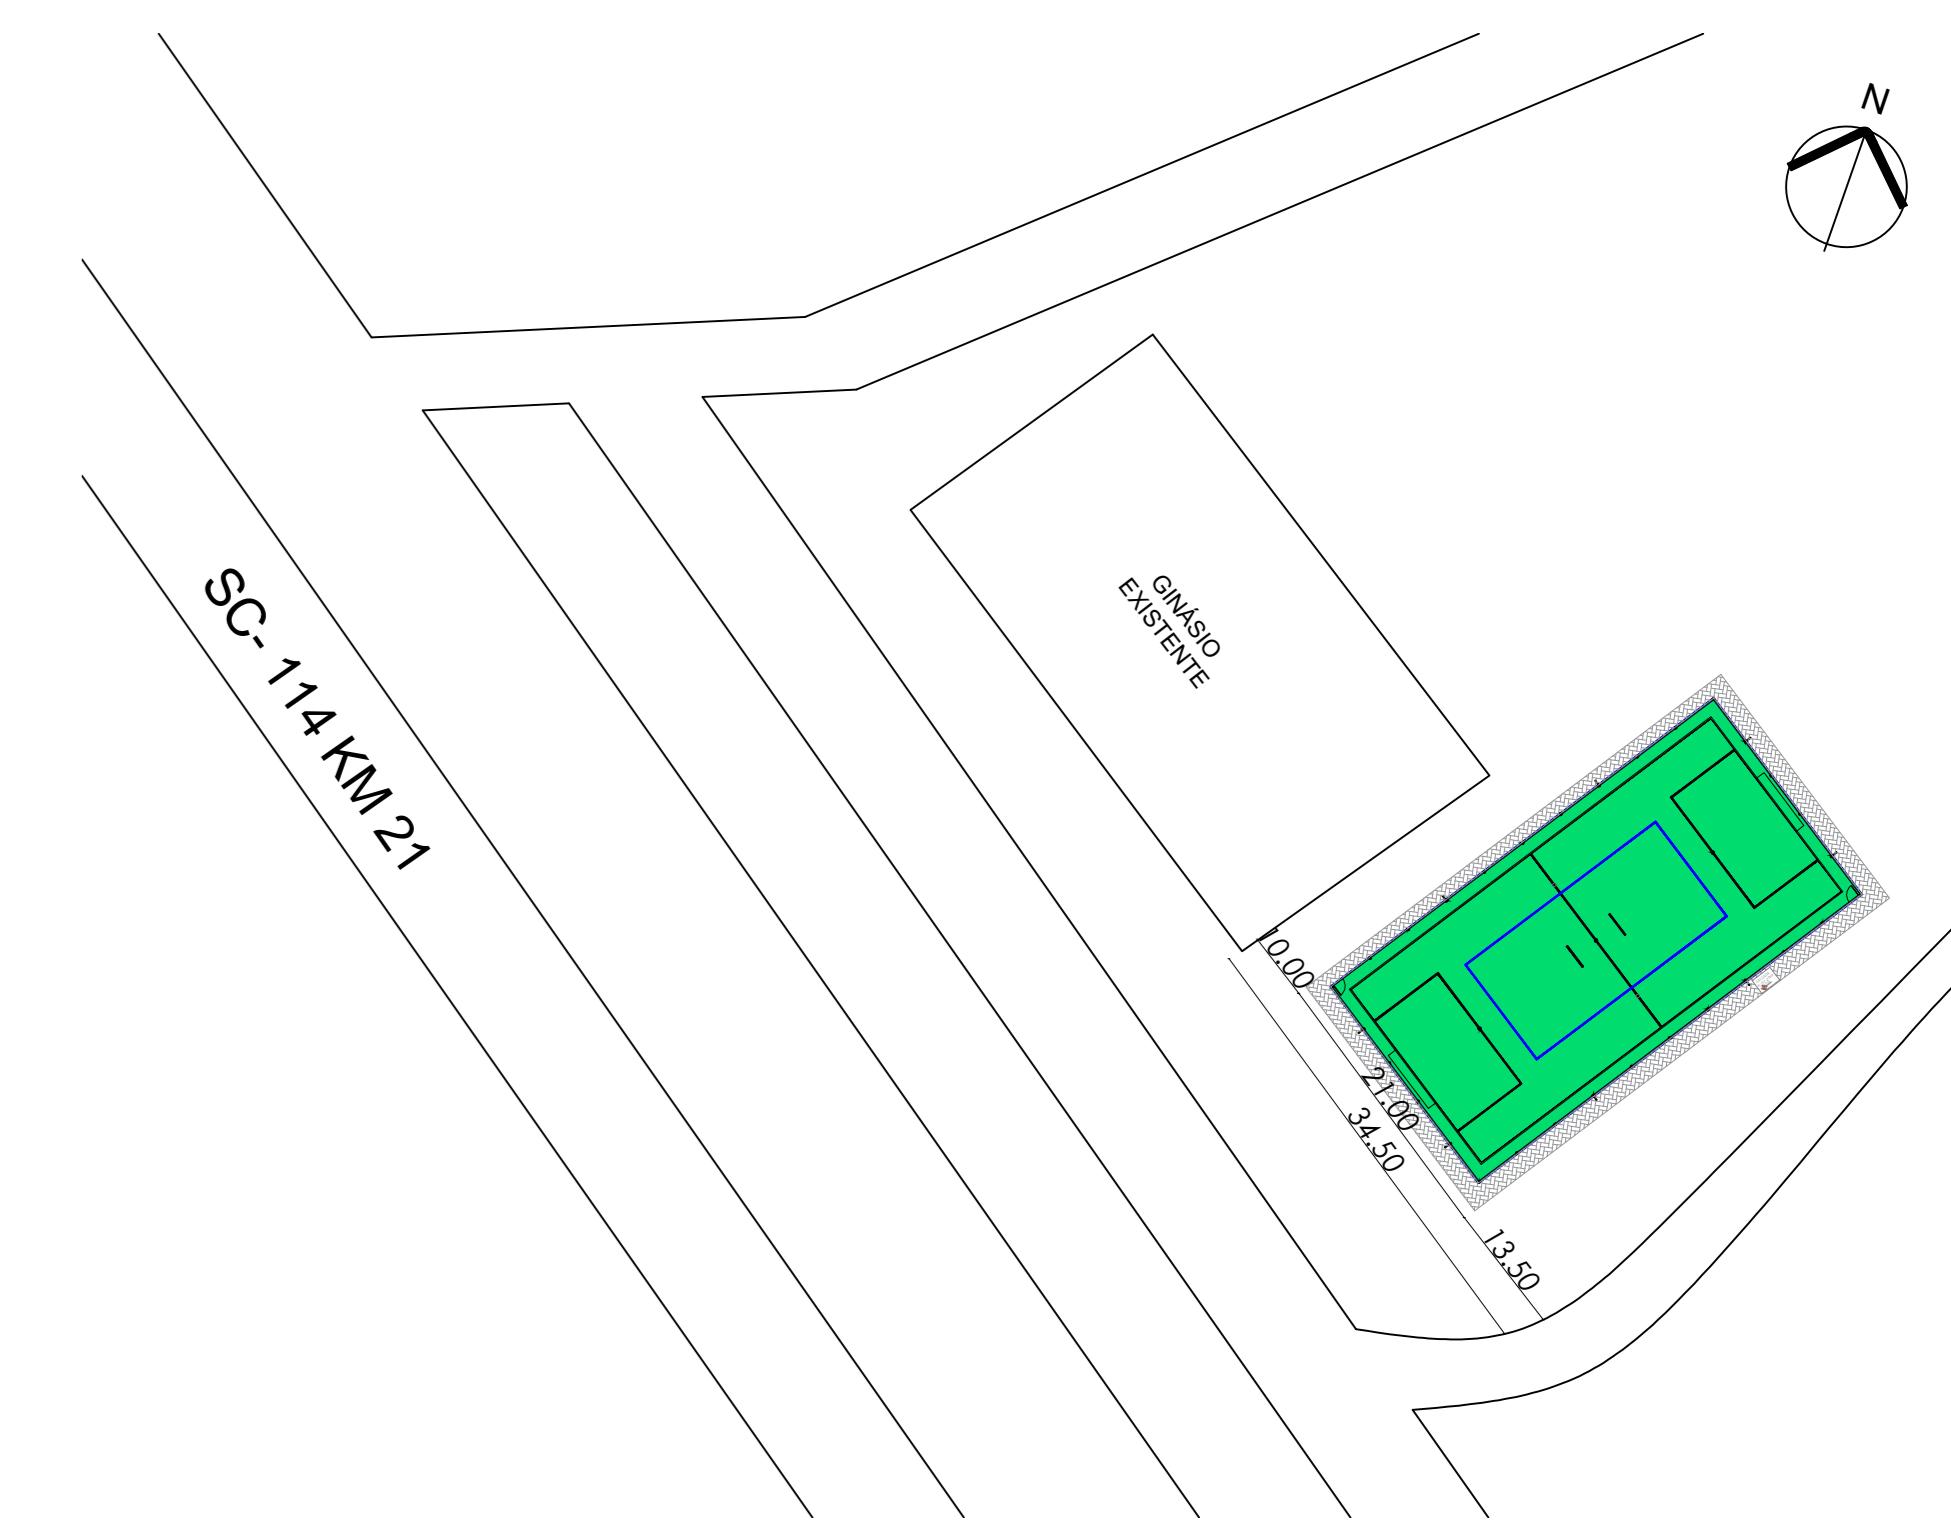 N
SC- 114 KM 21
GINÁSIO
EXISTENTE
10.00
21.00
34.50
13.50